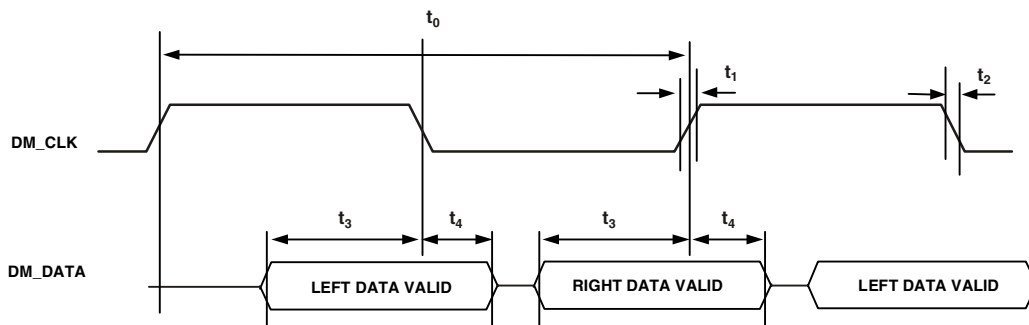 t0
t1
t2
DM_CLK
t3
t4
t3
t4
DM_DATA
LEFT DATA VALID
RIGHT DATA VALID
LEFT DATA VALID